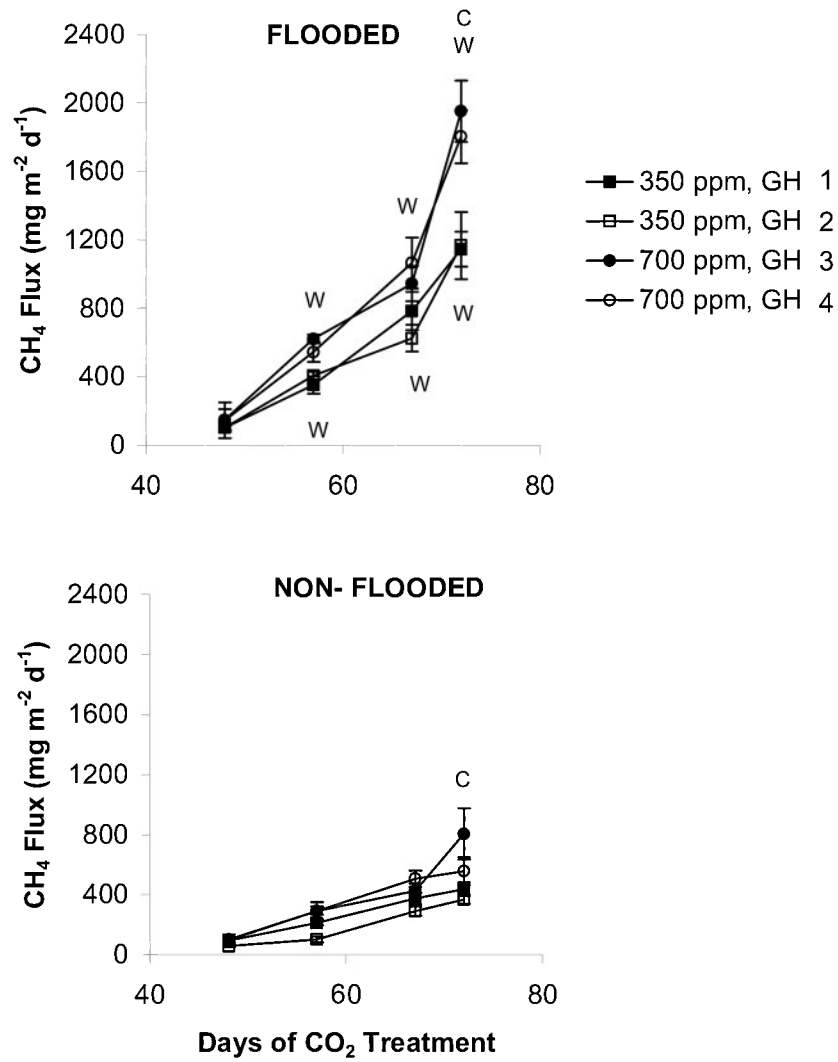 FLOODED
C
W
2400
2000
1600
1200
800
400
0
CH4 Flux (mg m-2 d-1)
W
W
W
W
W
40
60
80
350 ppm, GH 1
350 ppm, GH 2
700 ppm, GH 3
700 ppm, GH 4
NON- FLOODED
2400
2000
1600
1200
800
400
0
CH4 Flux (mg m-2 d-1)
C
40
60
80
Days of CO2 Treatment